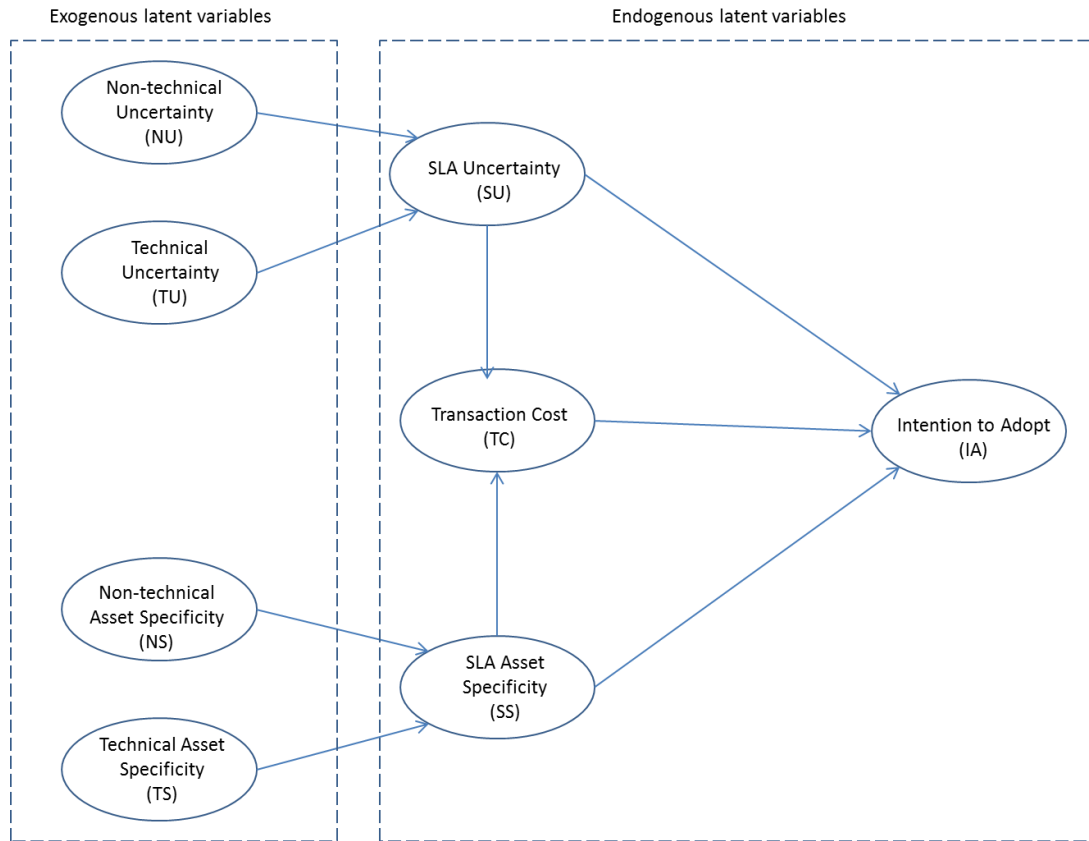 Exogenous latent variables
Endogenous latent variables
Non-technical
Uncertainty
(NU)
SLA Uncertainty
(SU)
Technical
Uncertainty
(TU)
Transaction Cost
(TC)
Intention to Adopt
(IA)
Non-technical
Asset Specificity
(NS)
SLA Asset
Specificity
(SS)
Technical Asset
Specificity
(TS)